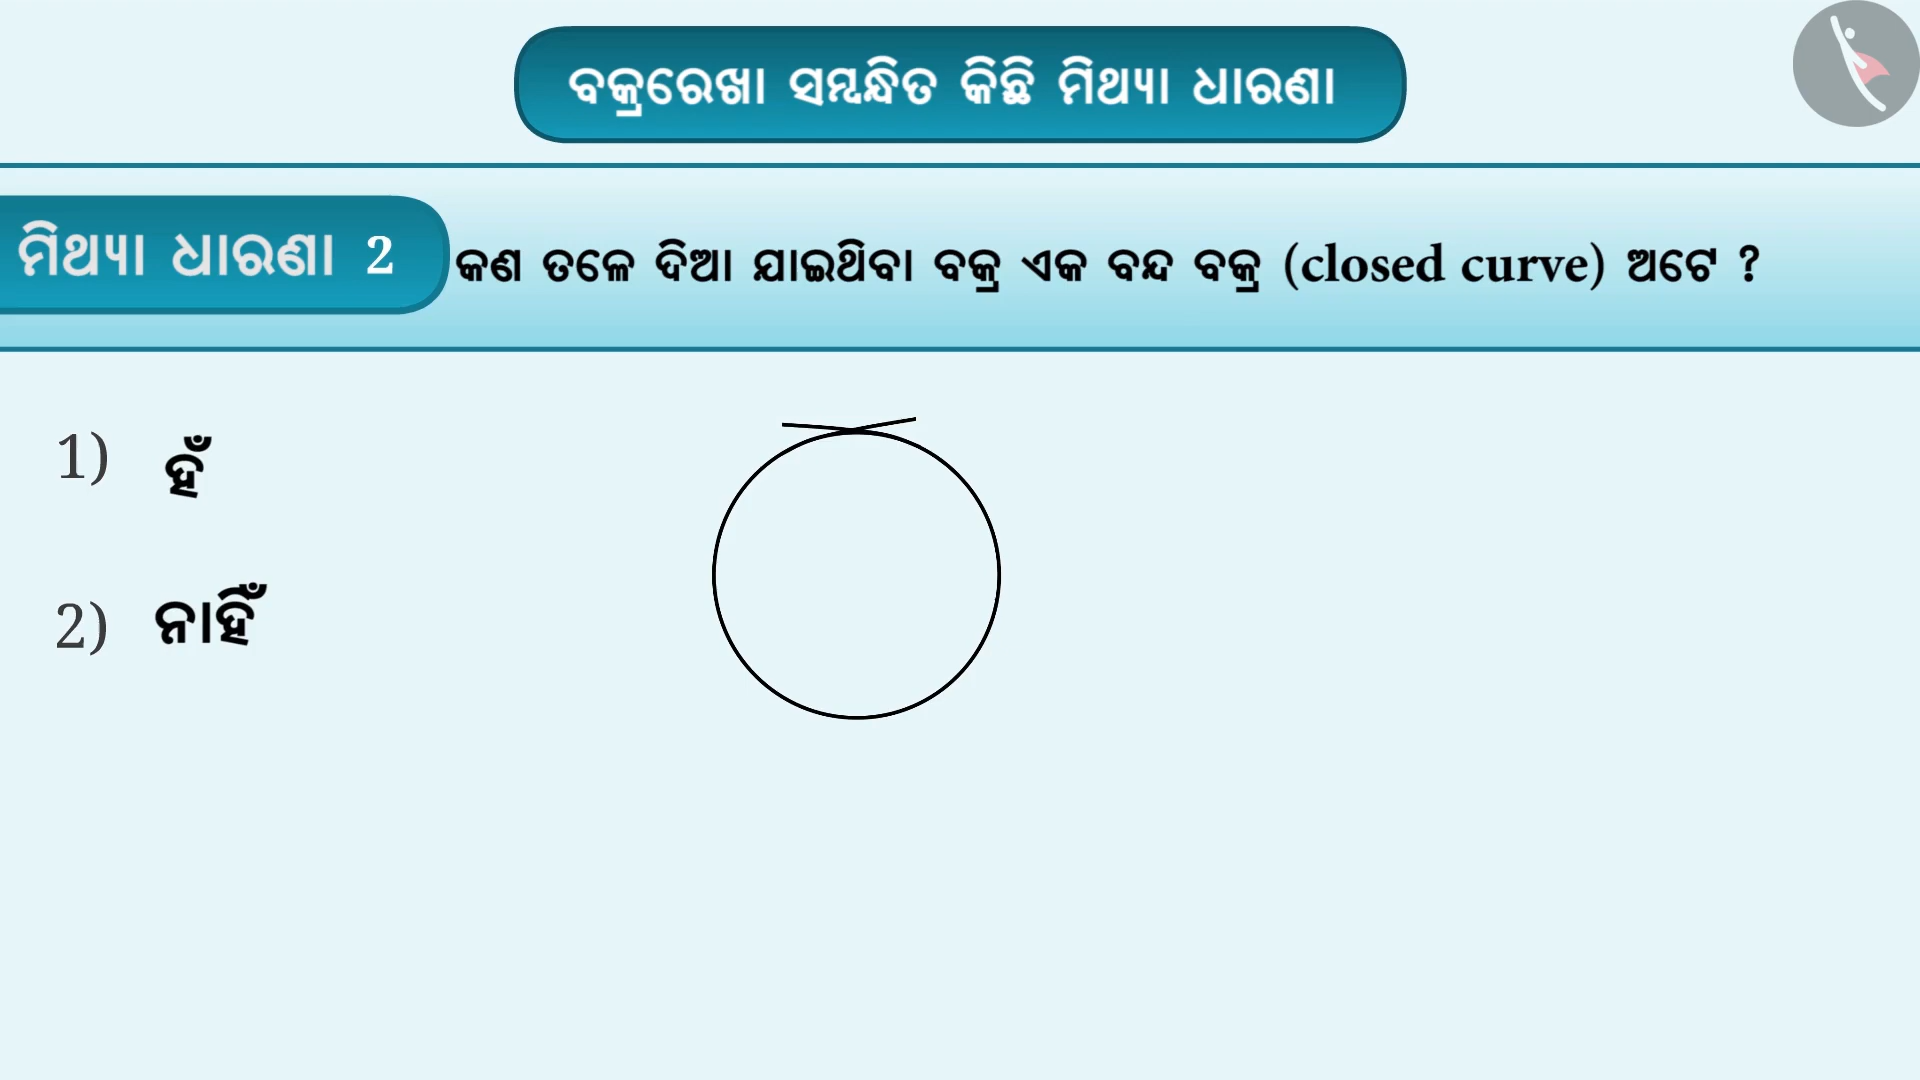 ବକ୍ରରେଖା ସମ୍ବନ୍ଧିତ କିଛି ମିଥ୍ୟା ଧାରଣା
ମିଥ୍ୟା ଧାରଣା 2
କଣ ତଳେ ଦିଆ ଯାଇଥିବା ବକ୍ର ଏକ ବନ୍ଦ ବକ୍ର (closed curve) ଅଟେ ?
1) ହଁ
2) ନାହିଁ